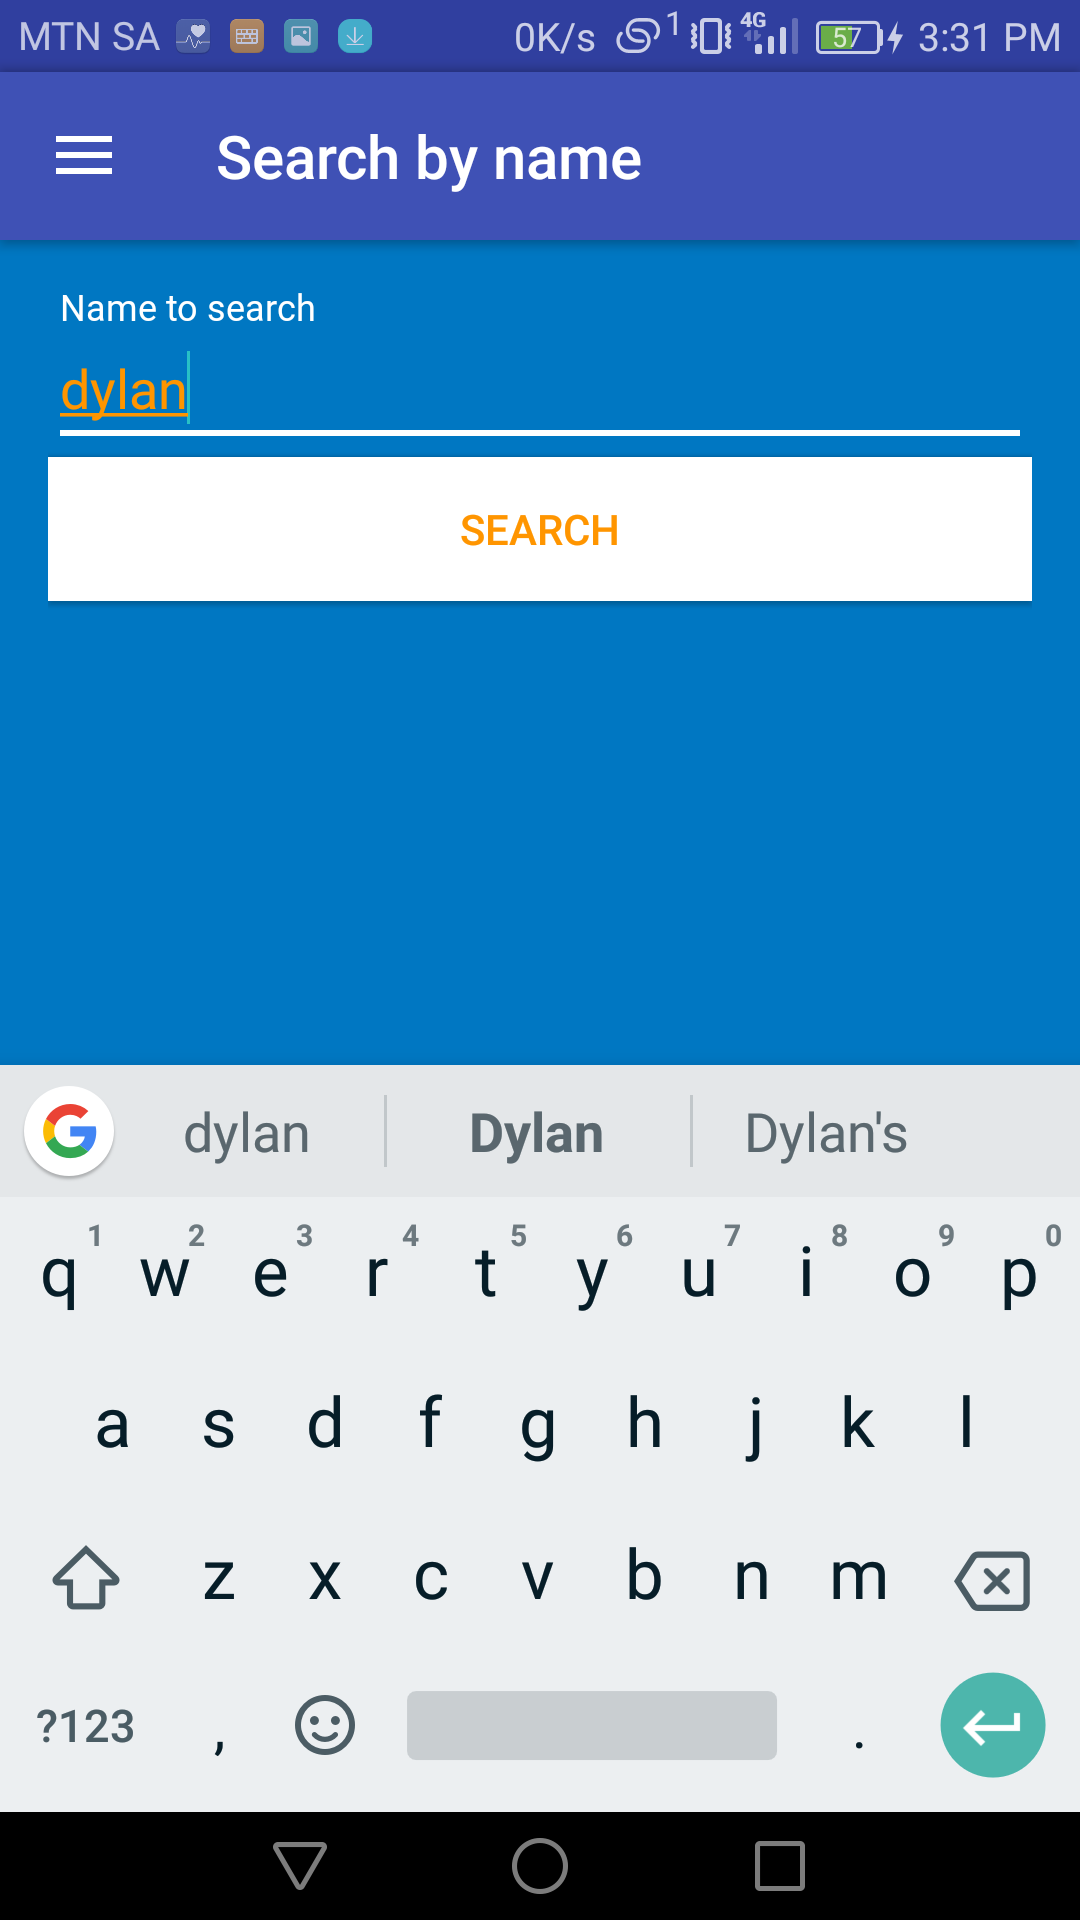 MTN SA 0K/s 1 4G 57 3:31 PM
Search by name
Name to search
dylan
SEARCH
dylan Dylan Dylan's
1 2 3 4 5 6 7 8 9 0
q w e r t y u i o p
a s d f g h j k l
z x c v b n m
?123 , .